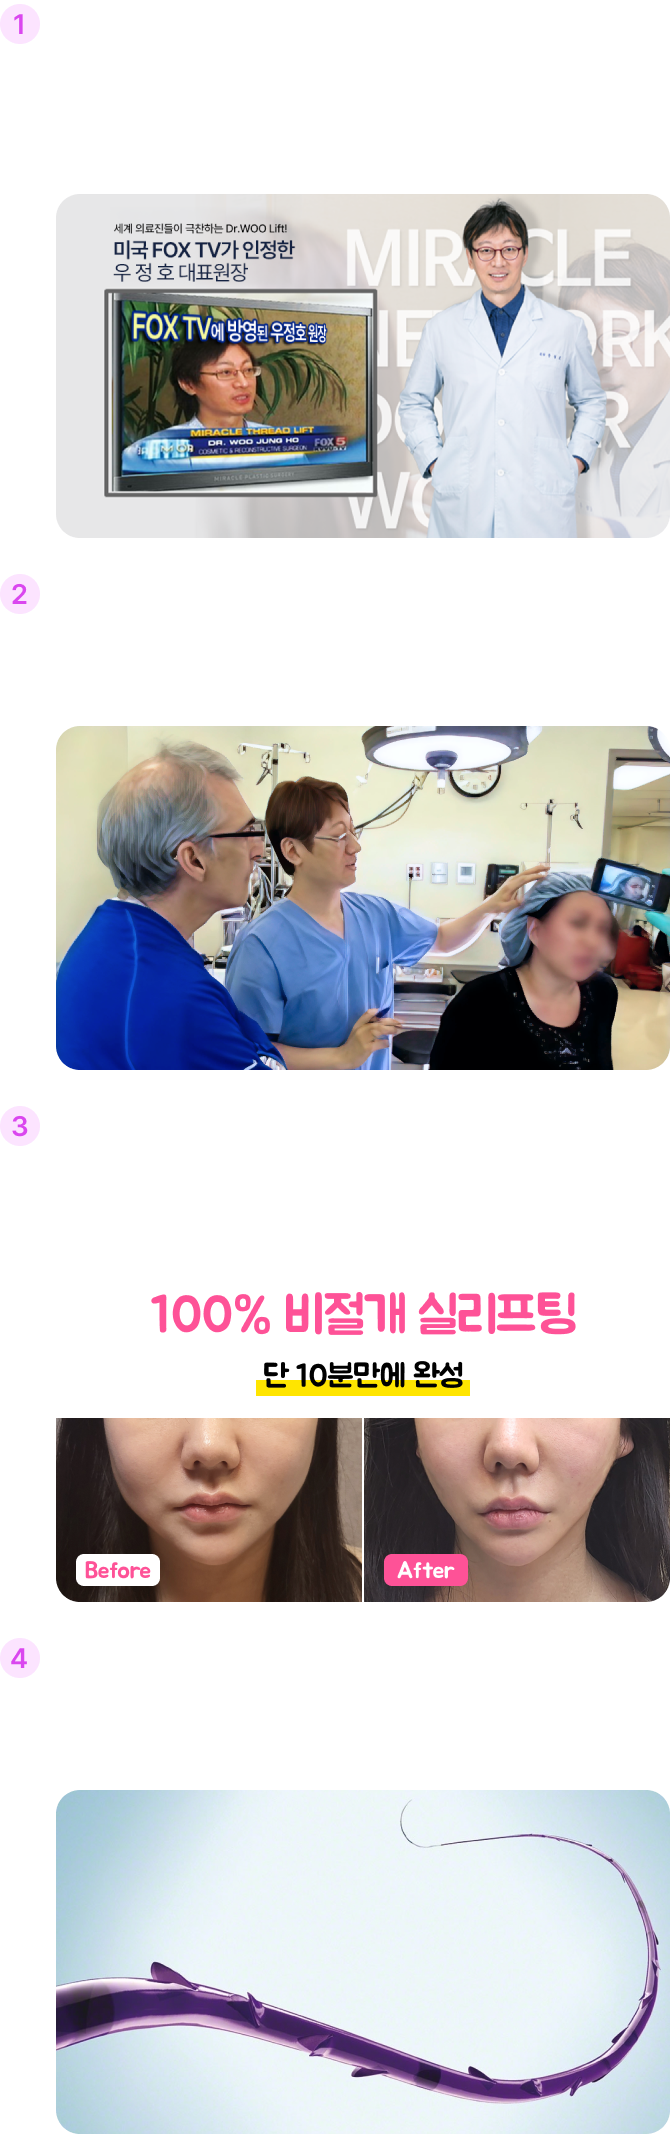 1
세계 의료진들이 극찬하는 Dr.WOO Lift!
미국 FOX TV가 인정한
우 정 호 대표원장
FOX TV에 방영된 우정호 원장
MIRACLE THREAD LIFT
DR. WOO JUNG HO
COSMETIC & RECONSTRUCTIVE SURGEON
FOX 5
MIRACLE PLASTIC SURGERY
MIRACLE
2
3
100% 비절개 실리프팅
단 10분만에 완성
Before
After
4